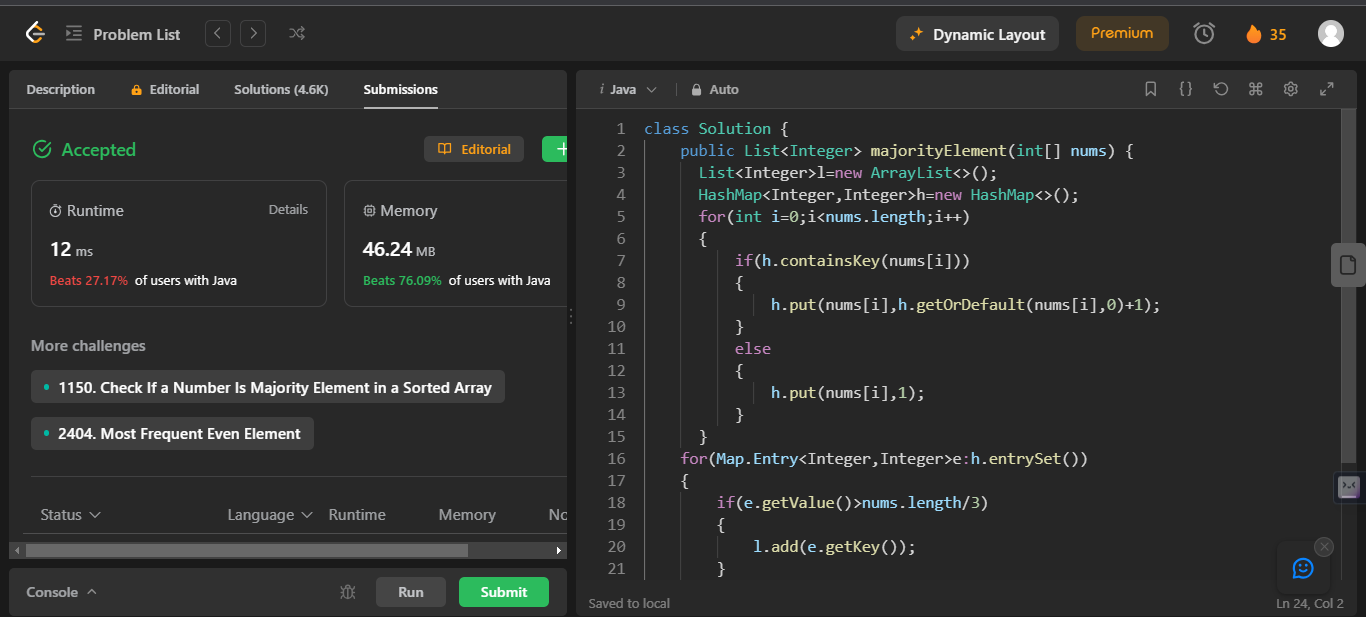 Problem List
Dynamic Layout
Premium
35
Description
Editorial
Solutions (4.6K)
Submissions
Accepted
Editorial
Runtime
Details
12 ms
Beats 27.17% of users with Java
Memory
46.24 MB
Beats 76.09% of users with Java
More challenges
1150. Check If a Number Is Majority Element in a Sorted Array
2404. Most Frequent Even Element
Status
Language
Runtime
Memory
No
Console
Run
Submit
i Java
Auto
1 class Solution {
2 public List<Integer> majorityElement(int[] nums) {
3 List<Integer>l=new ArrayList<>();
4 HashMap<Integer,Integer>h=new HashMap<>();
5 for(int i=0;i<nums.length;i++)
6 {
7 if(h.containsKey(nums[i]))
8 {
9 h.put(nums[i],h.getOrDefault(nums[i],0)+1);
10 }
11 else
12 {
13 h.put(nums[i],1);
14 }
15 }
16 for(Map.Entry<Integer,Integer>e:h.entrySet())
17 {
18 if(e.getValue()>nums.length/3)
19 {
20 l.add(e.getKey());
21 }
Saved to local
Ln 24, Col 2